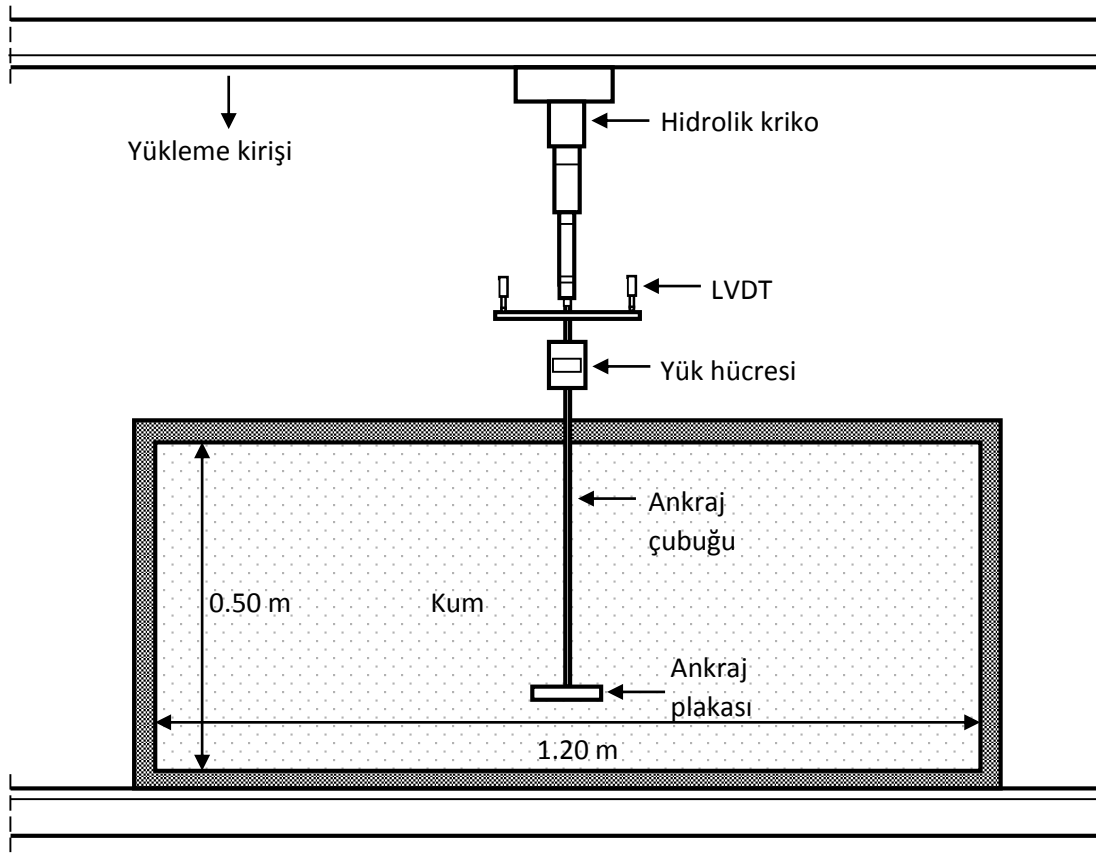 Hidrolik kriko
Yükleme kirişi
LVDT
Yük hücresi
Ankraj
çubuğu
0.50 m
Kum
Ankraj
plakası
1.20 m